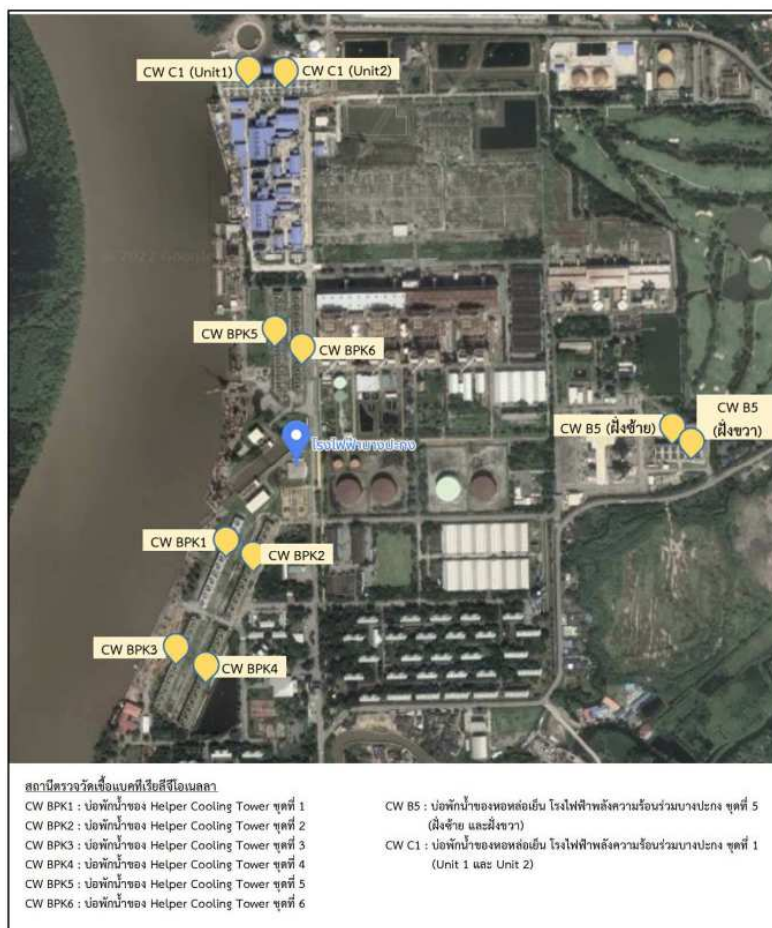 CW C1 (Unit1)
CW C1 (Unit2)
© 2022 Google
CW BPK5
CW BPK6
CW B5 (ฝั่งซ้าย)
CW B5
(ฝั่งขวา)
โรงไฟฟ้าบางปะกง
CW BPK1
CW BPK2
CW BPK3
CW BPK4
สถานีตรวจวัดเชื้อแบคทีเรียลีจิโอเนลลา
CW BPK1 : บ่อพักน้ำของ Helper Cooling Tower ชุดที่ 1
CW BPK2 : บ่อพักน้ำของ Helper Cooling Tower ชุดที่ 2
CW BPK3 : บ่อพักน้ำของ Helper Cooling Tower ชุดที่ 3
CW BPK4 : บ่อพักน้ำของ Helper Cooling Tower ชุดที่ 4
CW BPK5 : บ่อพักน้ำของ Helper Cooling Tower ชุดที่ 5
CW BPK6 : บ่อพักน้ำของ Helper Cooling Tower ชุดที่ 6
CW B5 : บ่อพักน้ำของหอหล่อเย็น โรงไฟฟ้าพลังความร้อนร่วมบางปะกง ชุดที่ 5
(ฝั่งซ้าย และฝั่งขวา)
CW C1 : บ่อพักน้ำของหอหล่อเย็น โรงไฟฟ้าพลังความร้อนร่วมบางปะกง ชุดที่ 1
(Unit 1 และ Unit 2)